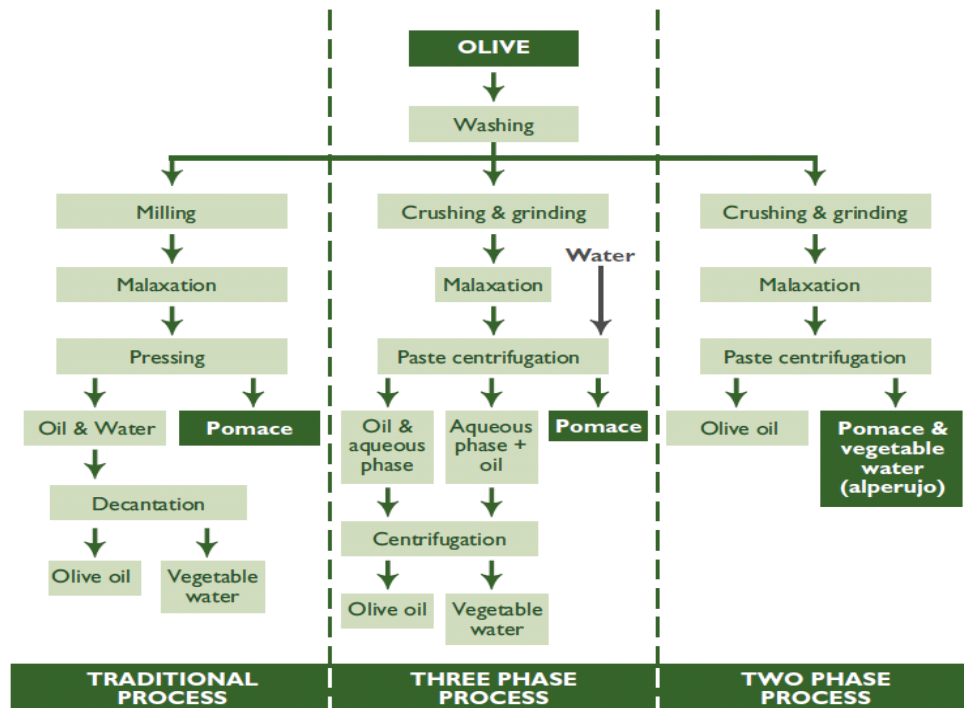 OLIVE
Washing
Milling
Crushing & grinding
Crushing & grinding
Water
Malaxation
Malaxation
Malaxation
Pressing
Paste centrifugation
Paste centrifugation
Oil & Water
Pomace
Oil &
aqueous
phase
Aqueous
phase +
oil
Pomace
Olive oil
Pomace &
vegetable
water
(alperujo)
Decantation
Centrifugation
Olive oil
Vegetable
water
Olive oil
Vegetable
water
TRADITIONAL
PROCESS
THREE PHASE
PROCESS
TWO PHASE
PROCESS